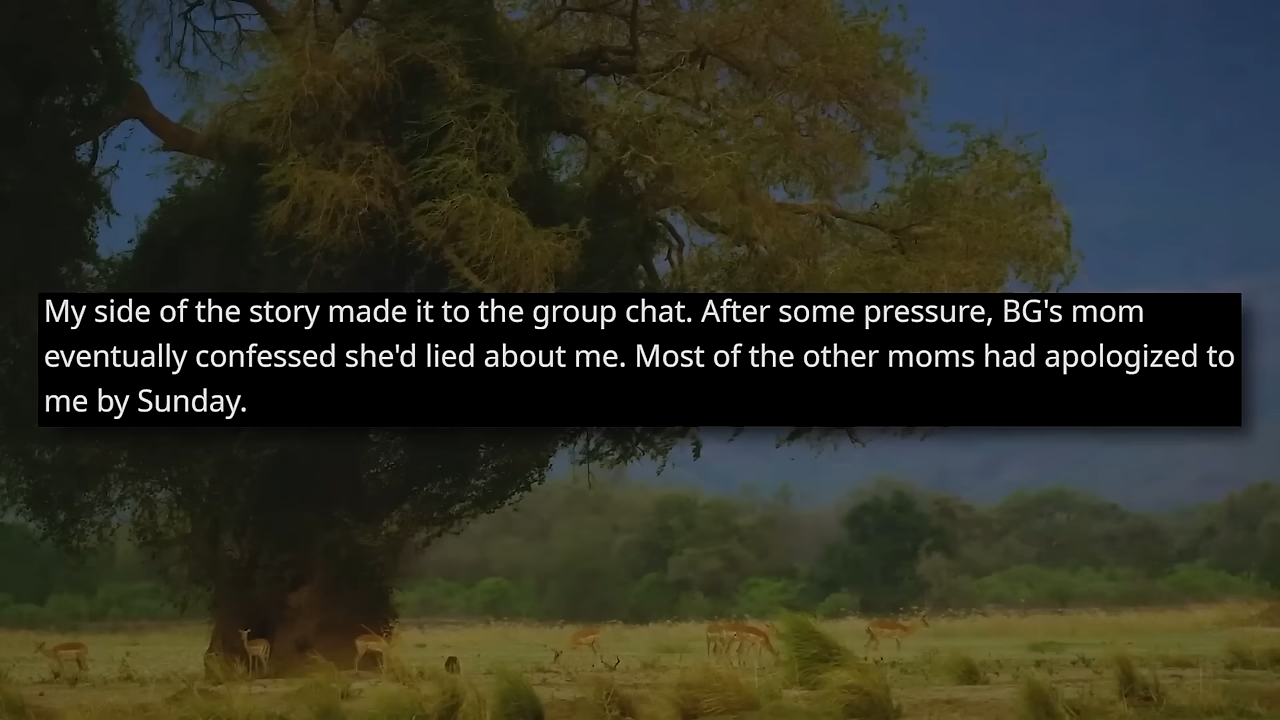 My side of the story made it to the group chat. After some pressure, BG's mom
eventually confessed she'd lied about me. Most of the other moms had apologized to
me by Sunday.